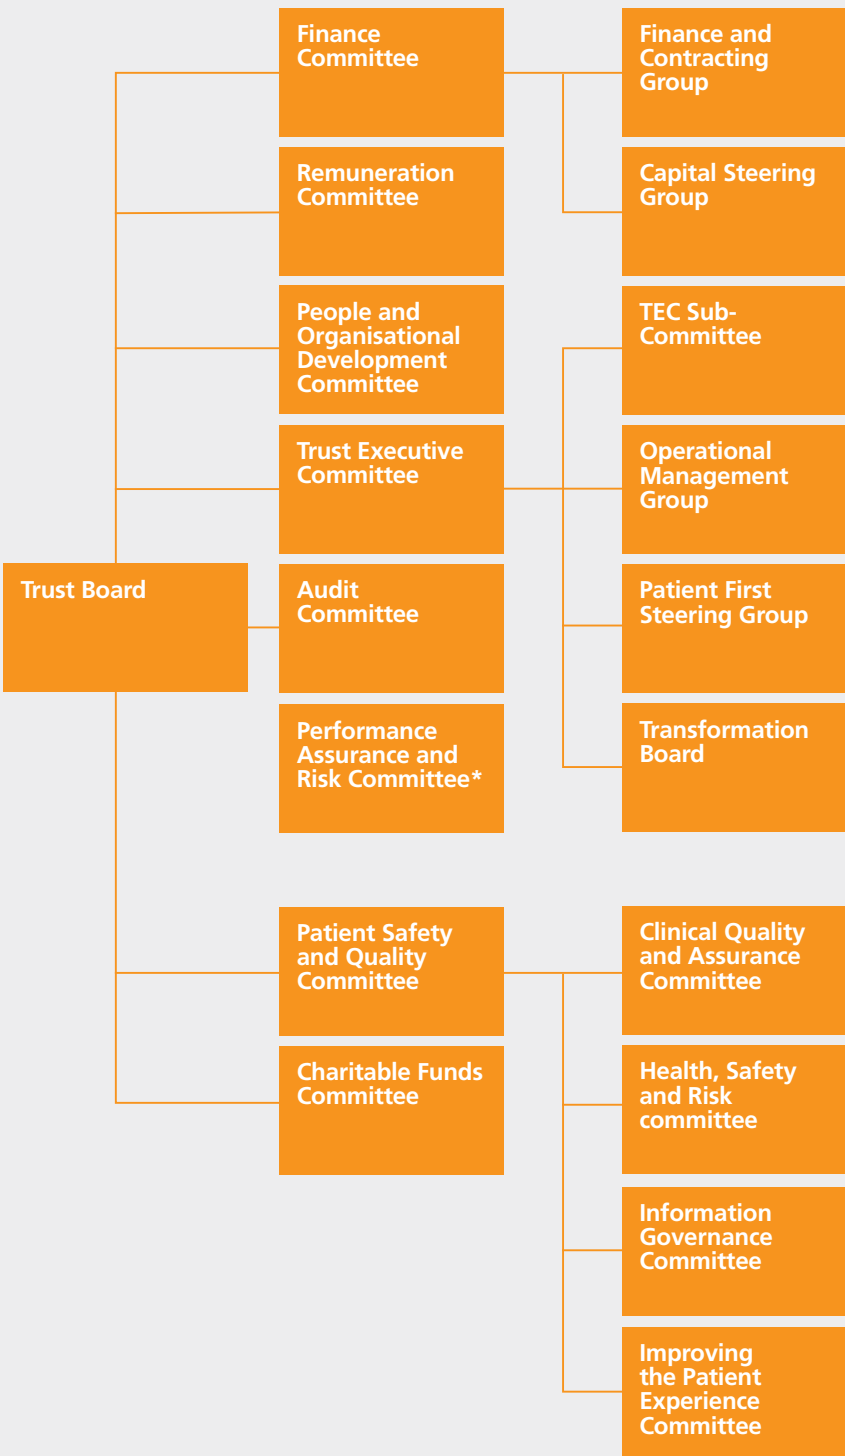 Finance
Committee
Finance and
Contracting
Group
Remuneration
Committee
Capital Steering
Group
People and
Organisational
Development
Committee
TEC Sub-
Committee
Trust Executive
Committee
Operational
Management
Group
Trust Board
Audit
Committee
Patient First
Steering Group
Performance
Assurance and
Risk Committee*
Transformation
Board
Patient Safety
and Quality
Committee
Clinical Quality
and Assurance
Committee
Charitable Funds
Committee
Health, Safety
and Risk
committee
Information
Governance
Committee
Improving
the Patient
Experience
Committee